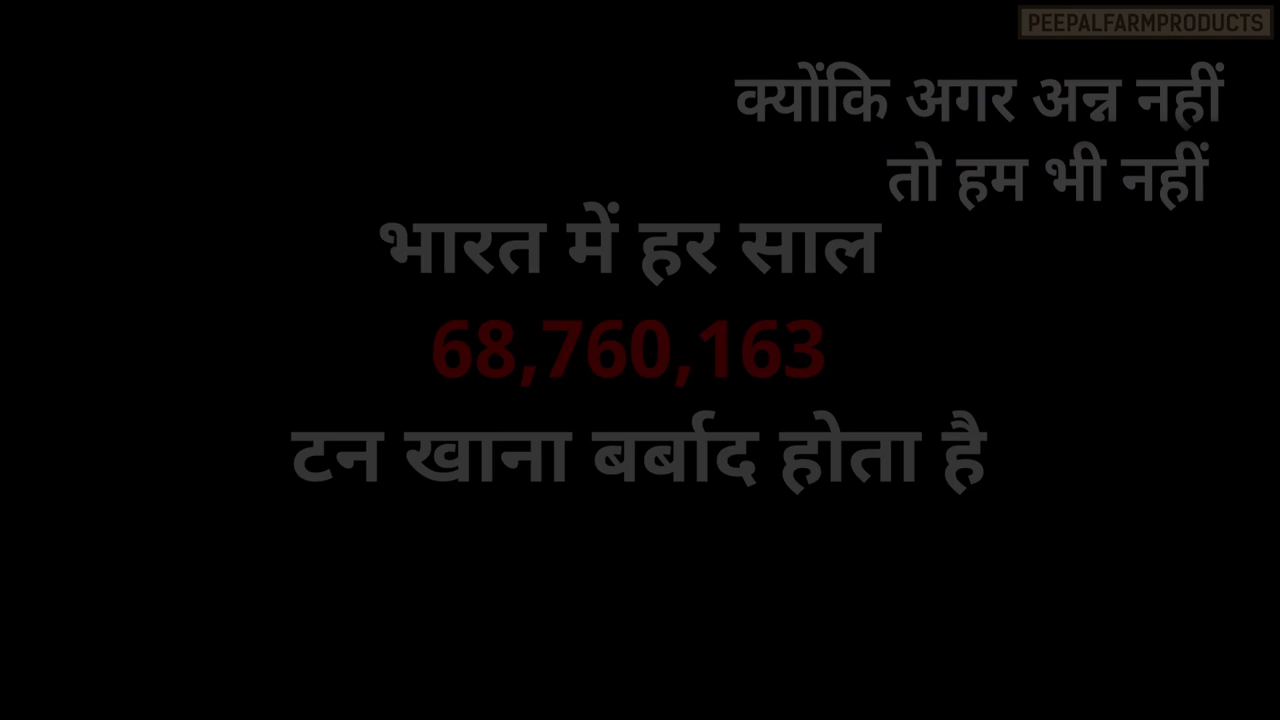 PEEPALFARMPRODUCTS
क्योंकि अगर अन्न नहीं
तो हम भी नहीं
भारत में हर साल
68,760,163
टन खाना बर्बाद होता है